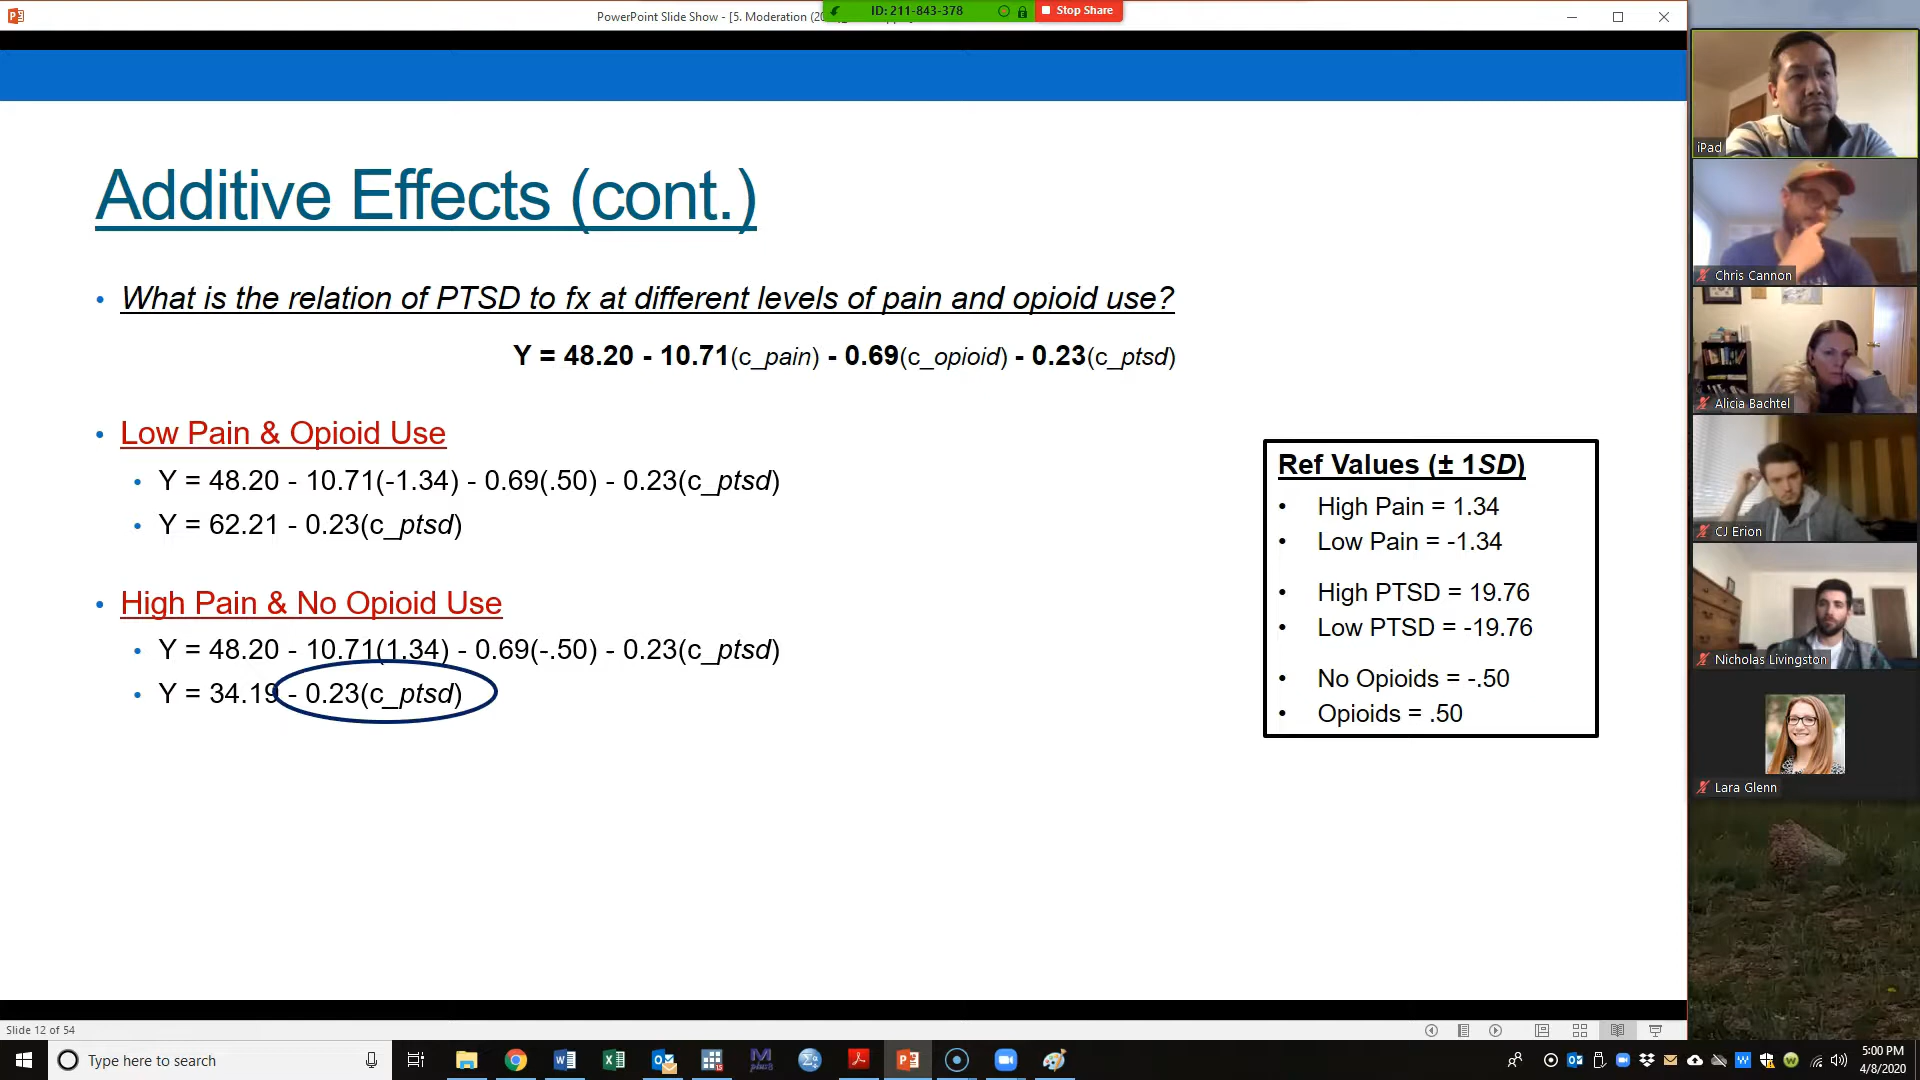 PowerPoint Slide Show - [5. Moderation (20
ID: 211-843-378
Stop Share
Additive Effects (cont.)
• What is the relation of PTSD to fx at different levels of pain and opioid use?
Y = 48.20 - 10.71(c_pain) - 0.69(c_opioid) - 0.23(c_ptsd)
• Low Pain & Opioid Use
• Y = 48.20 - 10.71(-1.34) - 0.69(.50) - 0.23(c_ptsd)
• Y = 62.21 - 0.23(c_ptsd)
• High Pain & No Opioid Use
• Y = 48.20 - 10.71(1.34) - 0.69(-.50) - 0.23(c_ptsd)
• Y = 34.19 - 0.23(c_ptsd)
Ref Values (± 1SD)
• High Pain = 1.34
• Low Pain = -1.34
• High PTSD = 19.76
• Low PTSD = -19.76
• No Opioids = -.50
• Opioids = .50
iPad
Chris Cannon
Alicia Bachtel
CJ Erion
Nicholas Livingston
Lara Glenn
Slide 12 of 54
Type here to search
5:00 PM
4/8/2020